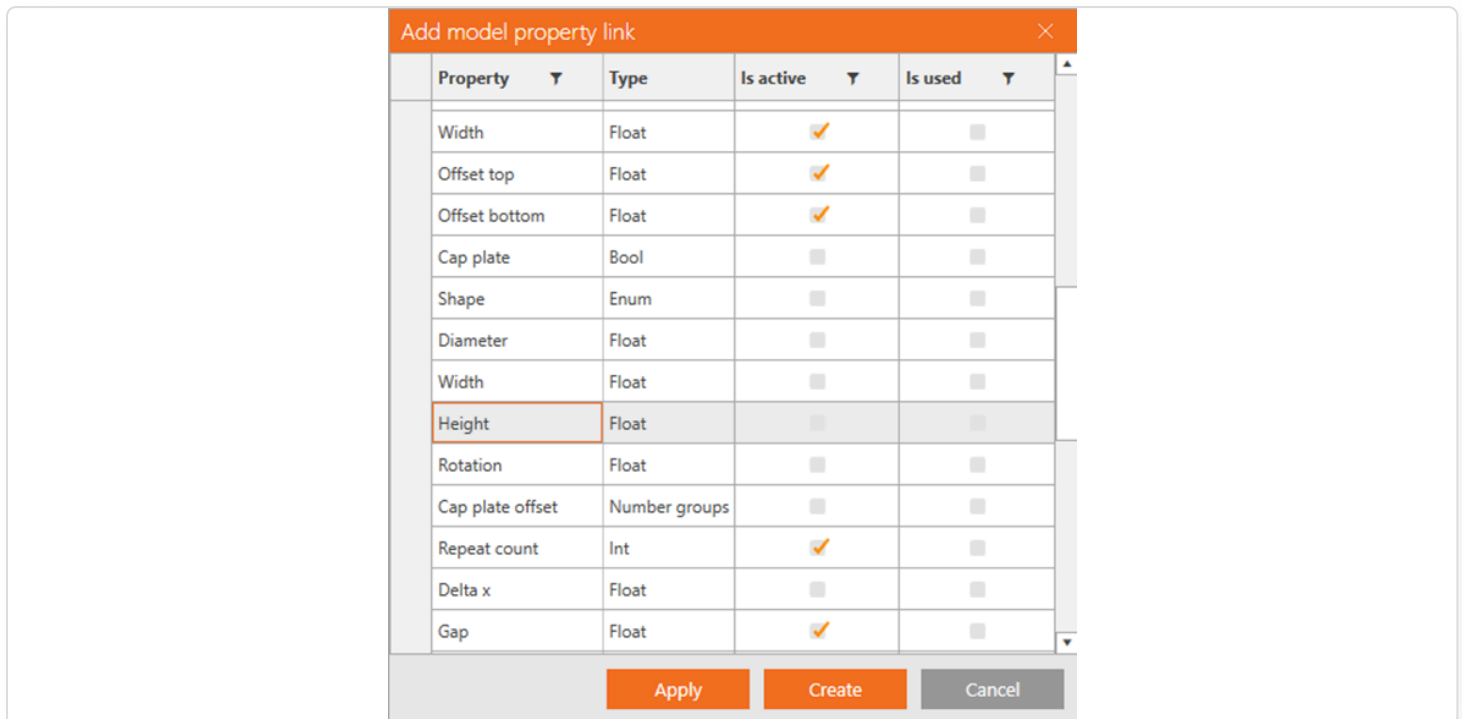 Add model property link
Property Type Is active Is used
Width Float
Offset top Float
Offset bottom Float
Cap plate Bool
Shape Enum
Diameter Float
Width Float
Height Float
Rotation Float
Cap plate offset Number groups
Repeat count Int
Delta x Float
Gap Float
Apply Create Cancel